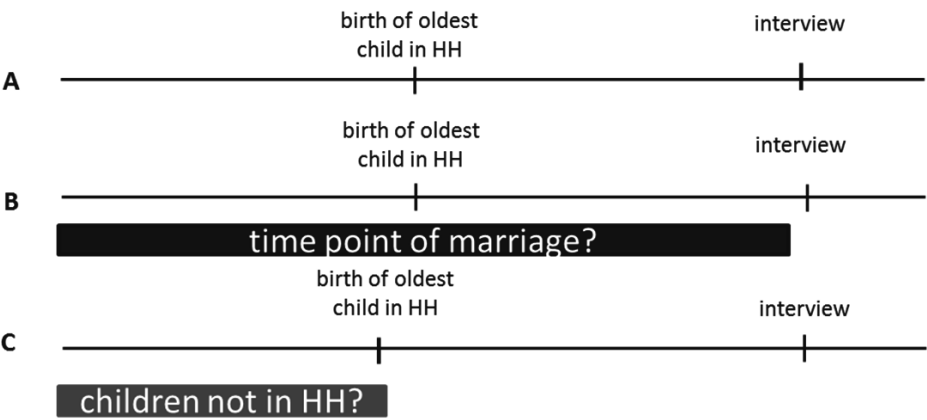 birth of oldest
child in HH
interview
A
birth of oldest
child in HH
interview
B
time point of marriage?
birth of oldest
child in HH
interview
C
children not in HH?